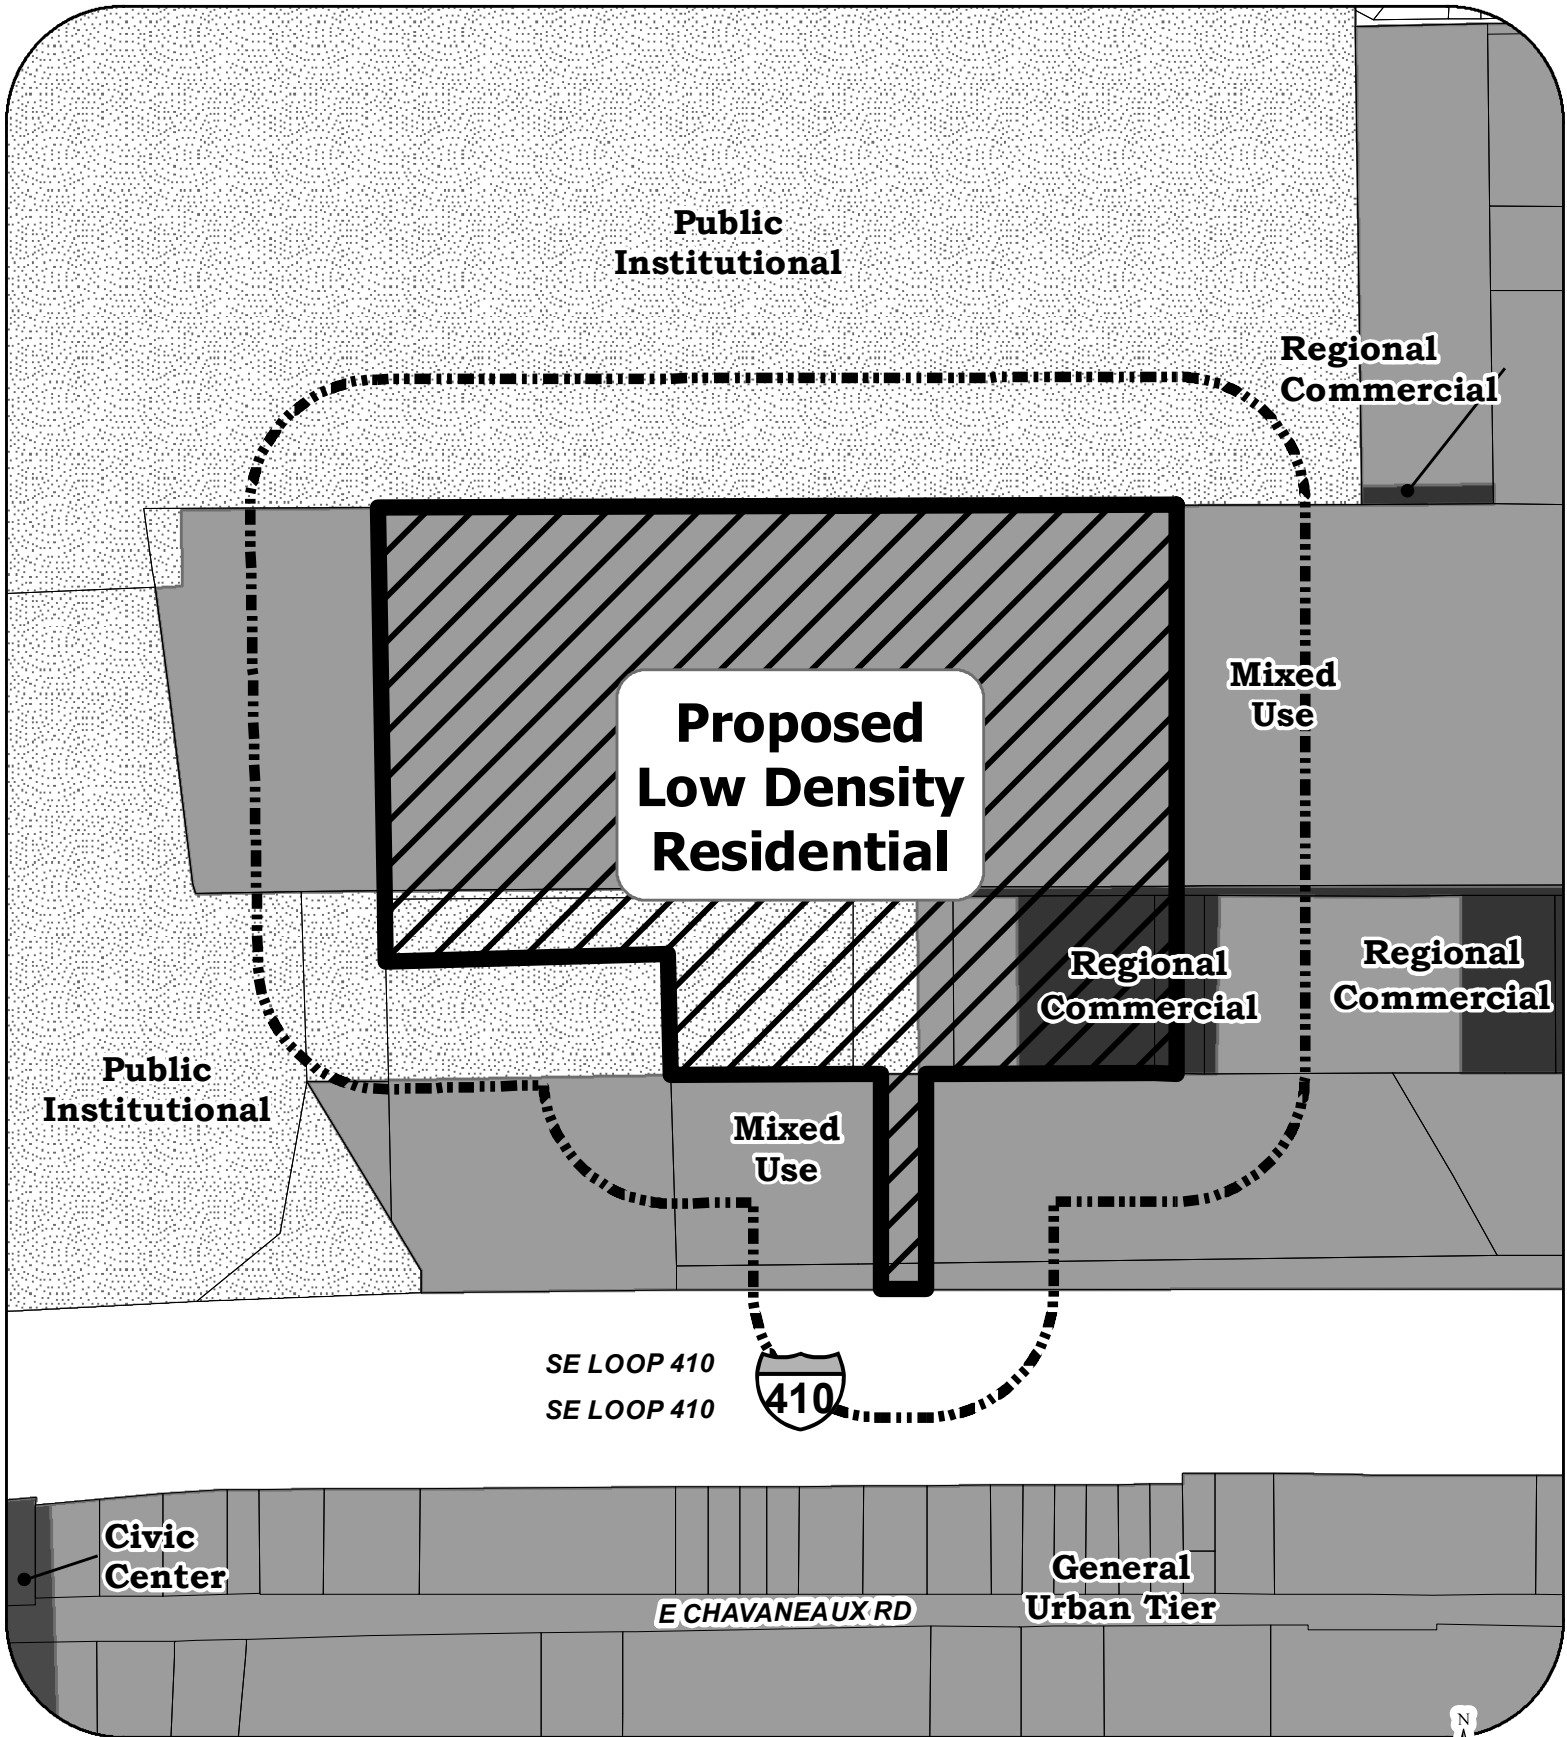 Public
Institutional
Regional
Commercial
Mixed
Use
Proposed
Low Density
Residential
Regional
Commercial
Regional
Commercial
Public
Institutional
Mixed
Use
SE LOOP 410
SE LOOP 410
410
Civic
Center
General
Urban Tier
E CHAVANEAUX RD
N